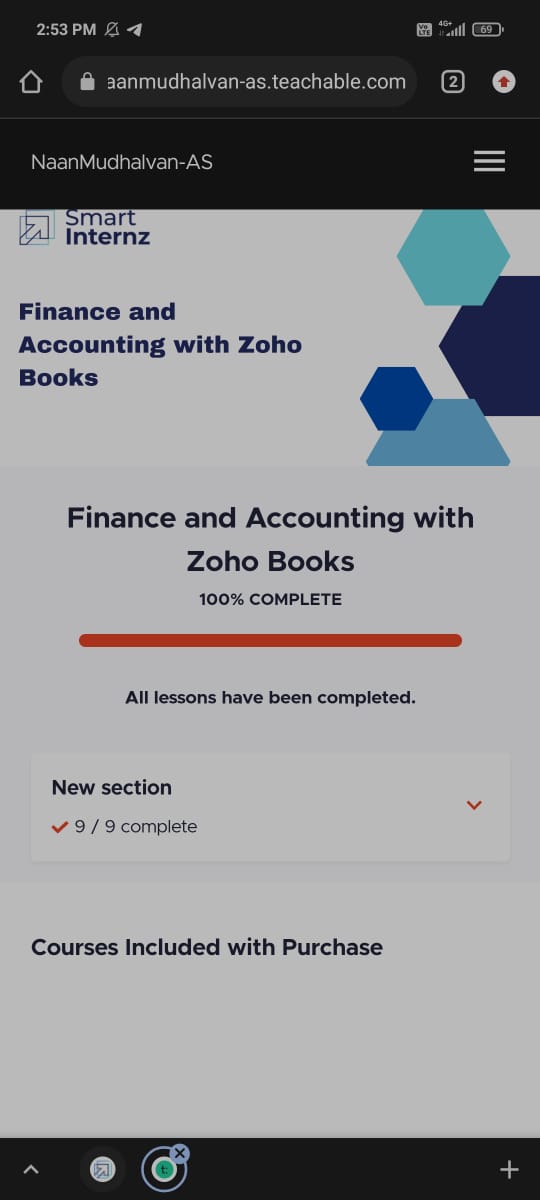 2:53 PM
Vo LTE 4G+ 69
aanmudhalvan-as.teachable.com
2
NaanMudhalvan-AS
Smart
Internz
Finance and
Accounting with Zoho
Books
Finance and Accounting with
Zoho Books
100% COMPLETE
All lessons have been completed.
New section
9 / 9 complete
Courses Included with Purchase
t: